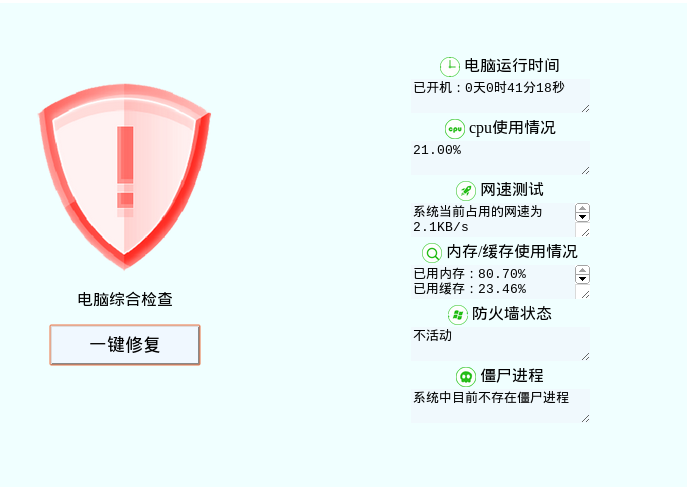 电脑综合检查
一键修复
电脑运行时间
已开机：0天0时41分18秒
cpu使用情况
21.00%
网速测试
系统当前占用的网速为
2.1KB/s
内存/缓存使用情况
已用内存：80.70%
已用缓存：23.46%
防火墙状态
不活动
僵尸进程
系统中目前不存在僵尸进程